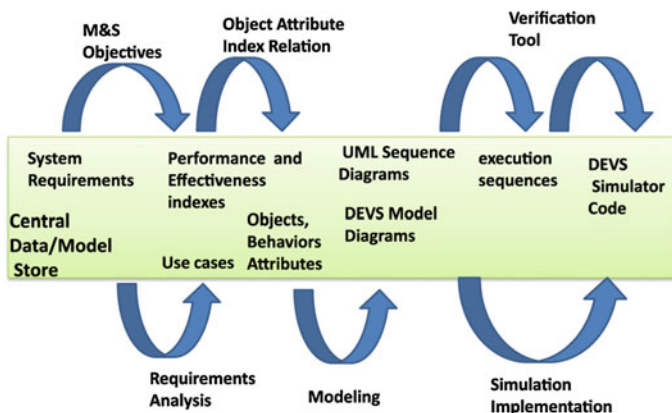 M&S
Objectives
Object Attribute
Index Relation
Verification
Tool
System
Requirements
Central
Data/Model
Store
Performance and
Effectiveness
indexes
Use cases
Objects,
Behaviors
Attributes
UML Sequence
Diagrams
DEVS Model
Diagrams
execution
sequences
DEVS
Simulator
Code
Requirements
Analysis
Modeling
Simulation
Implementation